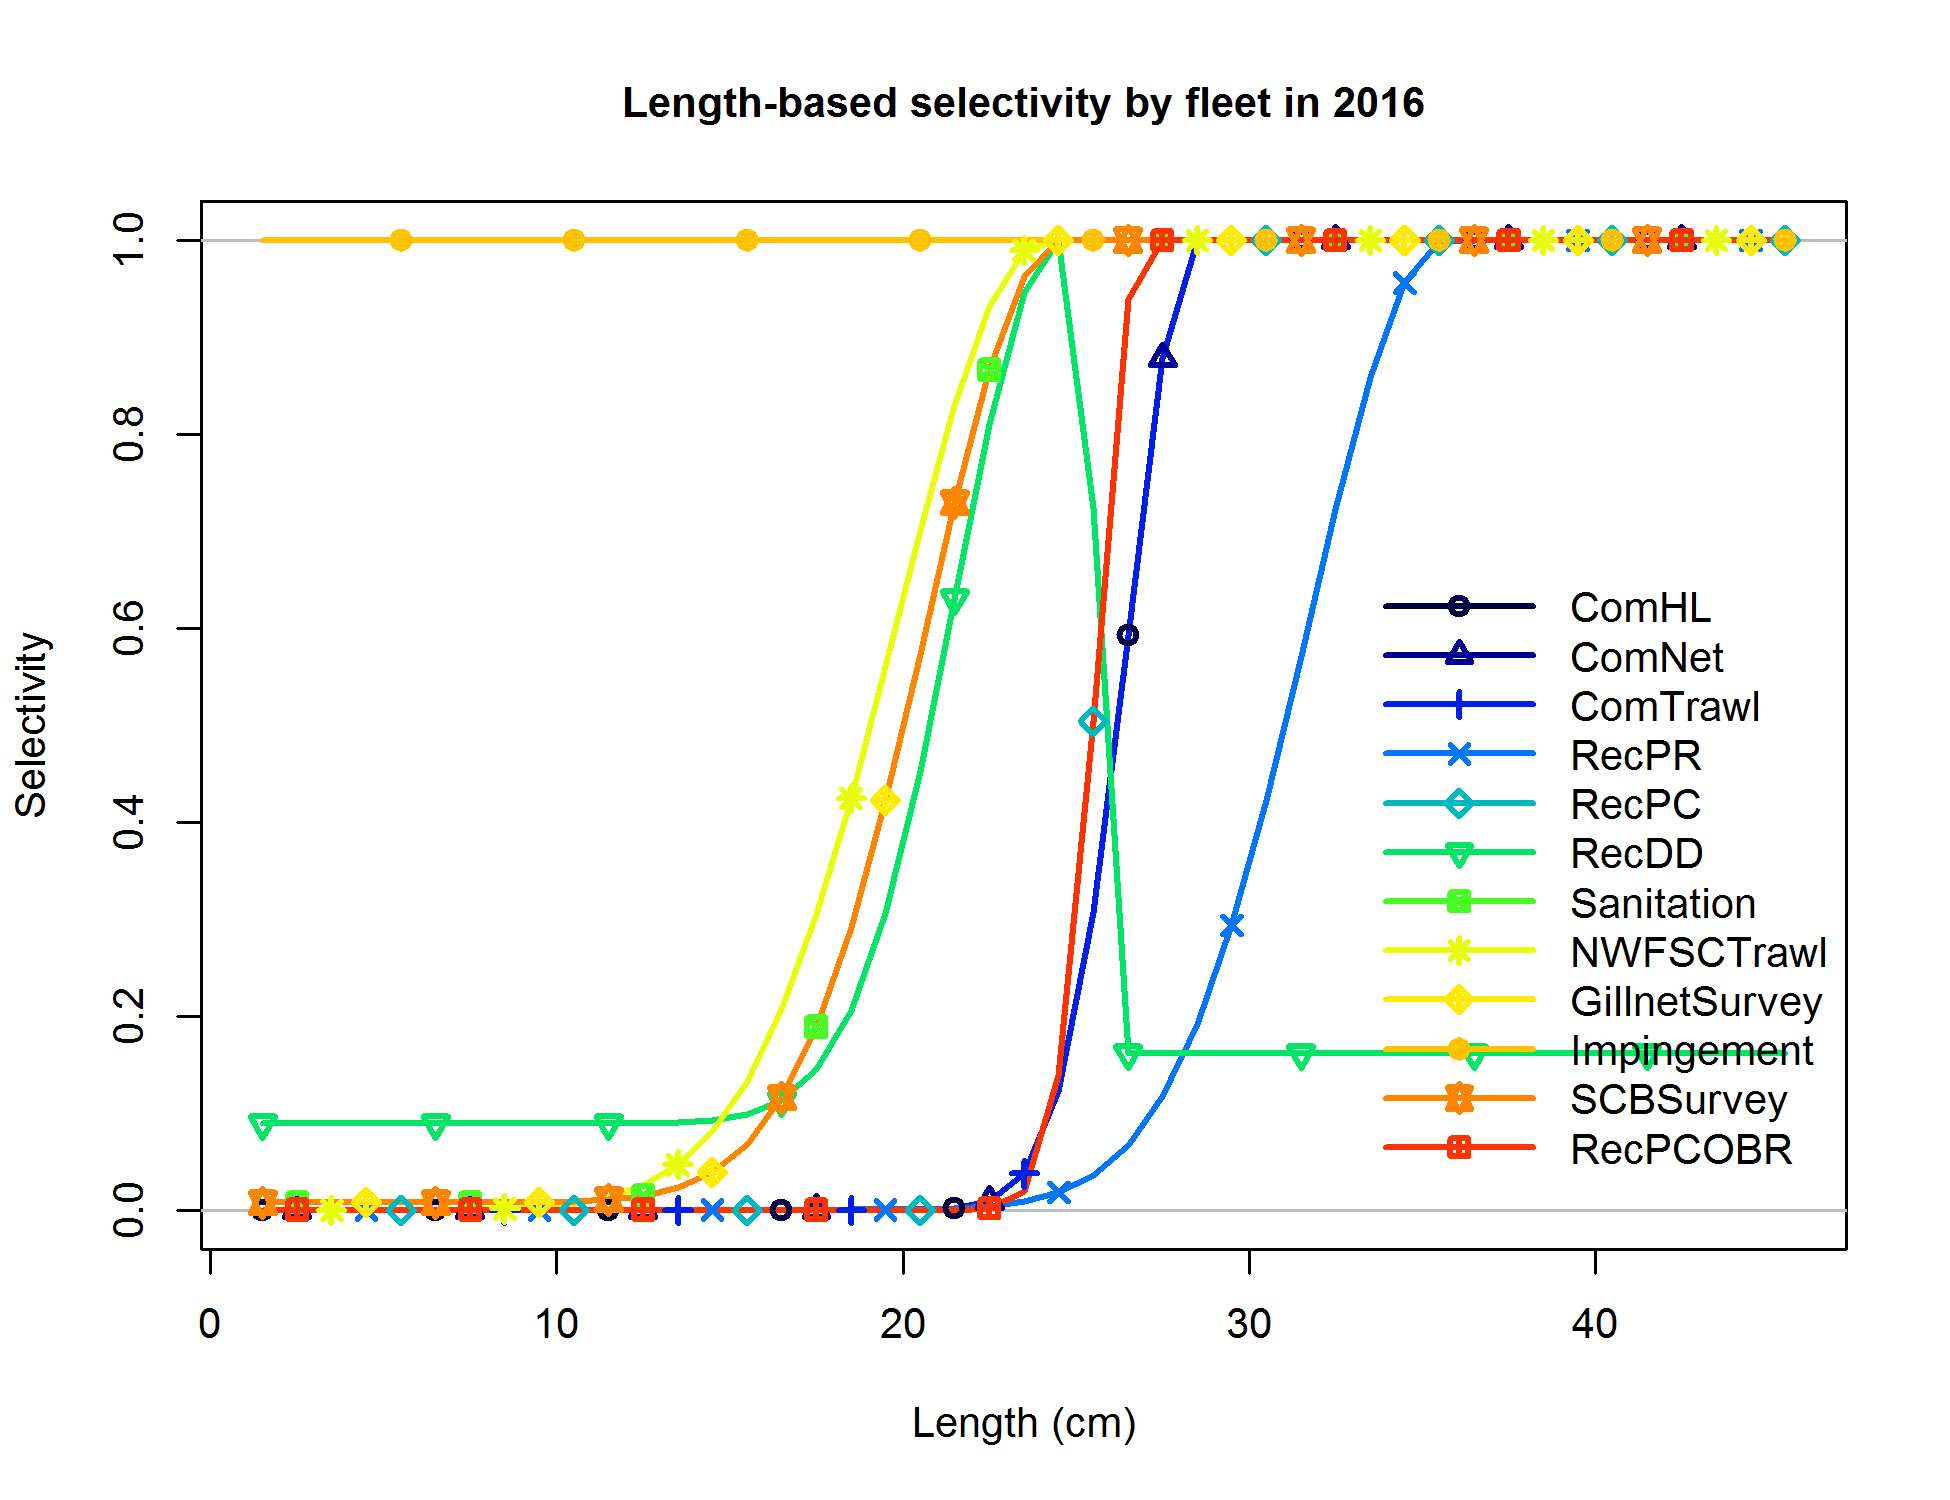 Length-based selectivity by fleet in 2016
Selectivity
1.0
0.8
0.6
0.4
0.2
0.0
ComHL
ComNet
ComTrawl
RecPR
RecPC
RecDD
Sanitation
NWFSCTrawl
GillnetSurvey
Impingement
SCBSurvey
RecPCOBR
0 10 20 30 40
Length (cm)